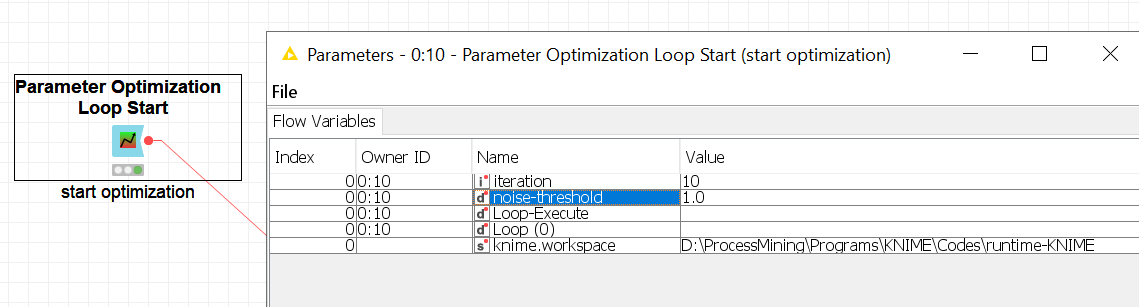 Parameter Optimization
Loop Start
start optimization
Parameters - 0:10 - Parameter Optimization Loop Start (start optimization)
File
Flow Variables
Index Owner ID Name Value
0 0:10 i iteration 10
0 0:10 d noise-threshold 1.0
0 0:10 d Loop-Execute
0 0:10 d Loop (0)
0 s knime.workspace D:\ProcessMining\Programs\KNIME\Codes\runtime-KNIME